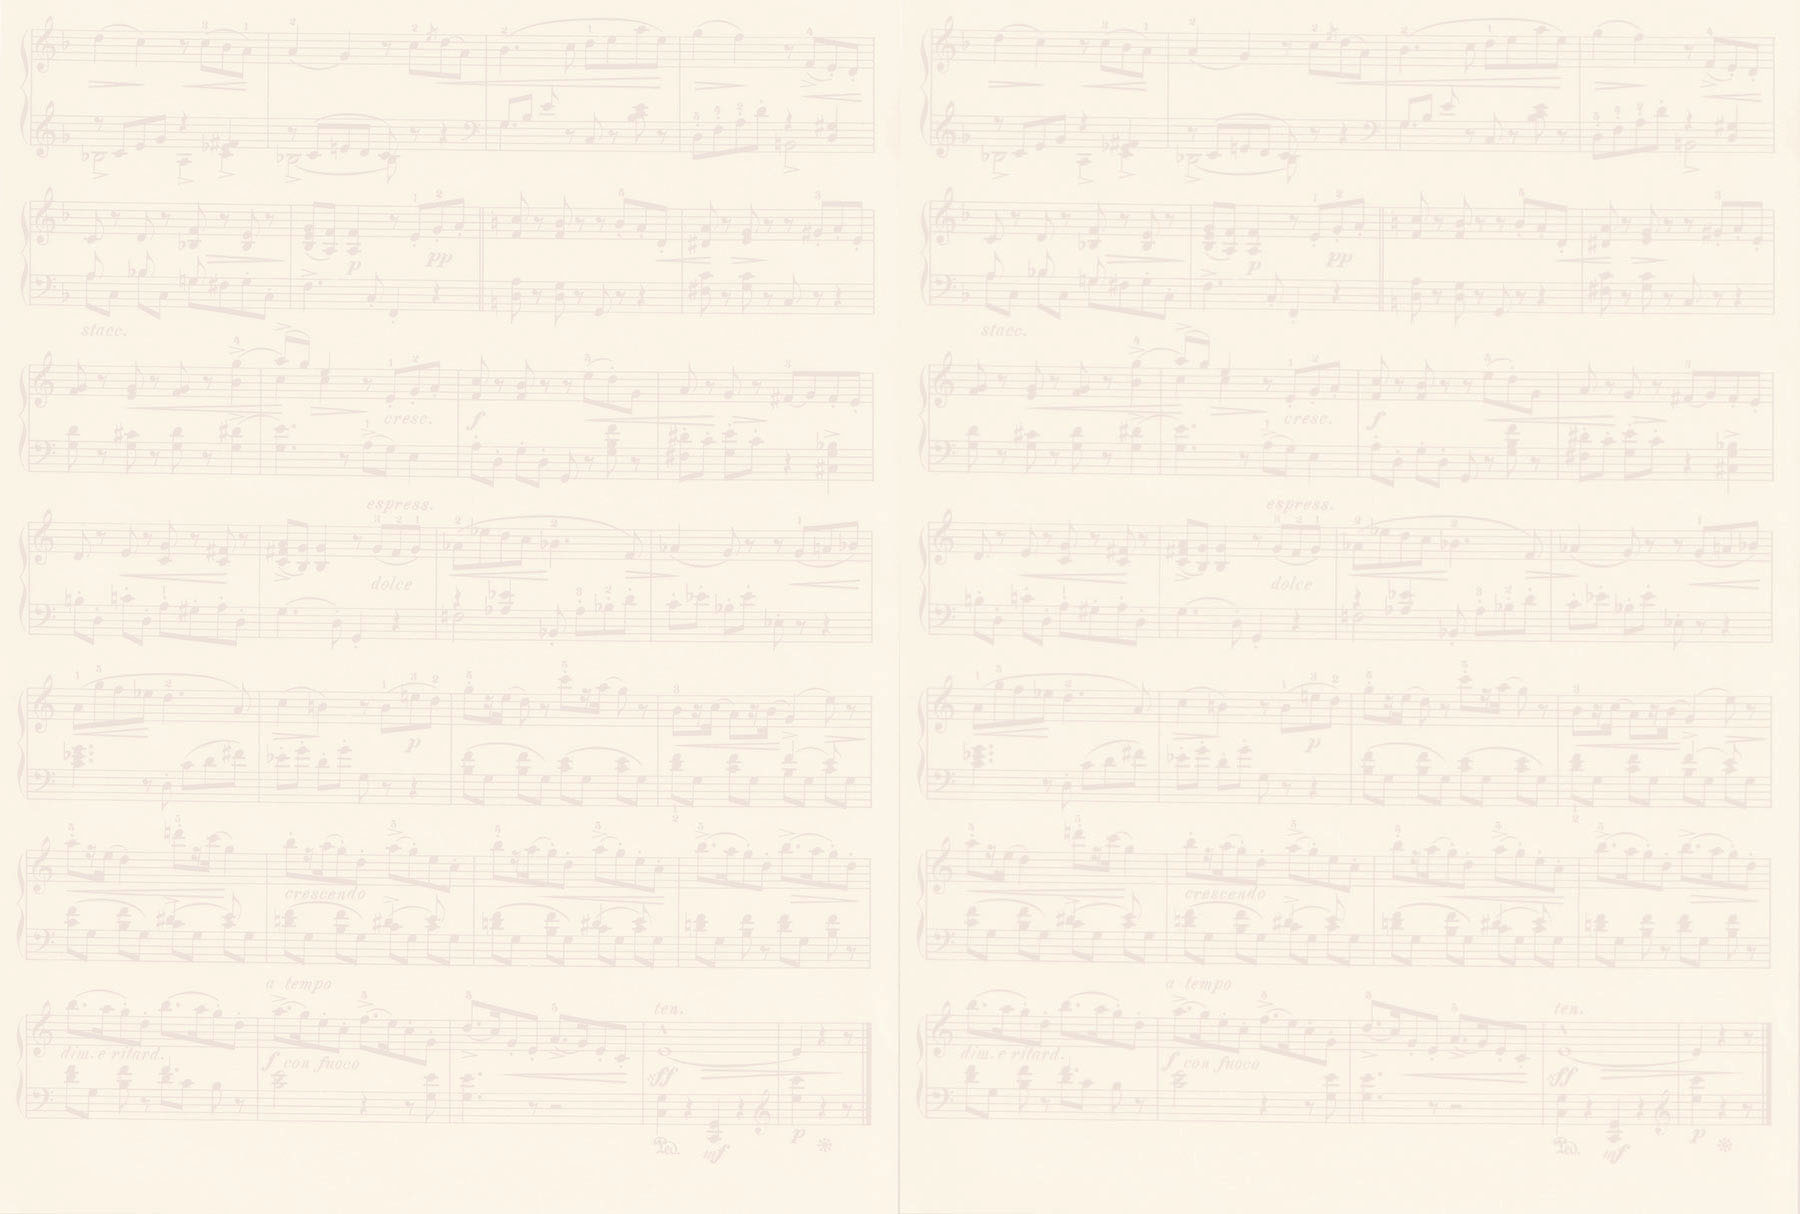 p
pp
stacc.
cresc.
f
espress.
dolce
p
crescendo
a tempo
ten.
dim. e ritard.
f con fuoco
ff
p
Ped.
mf
p
pp
stacc.
cresc.
f
espress.
dolce
p
crescendo
a tempo
ten.
dim. e ritard.
f con fuoco
ff
p
Ped.
mf